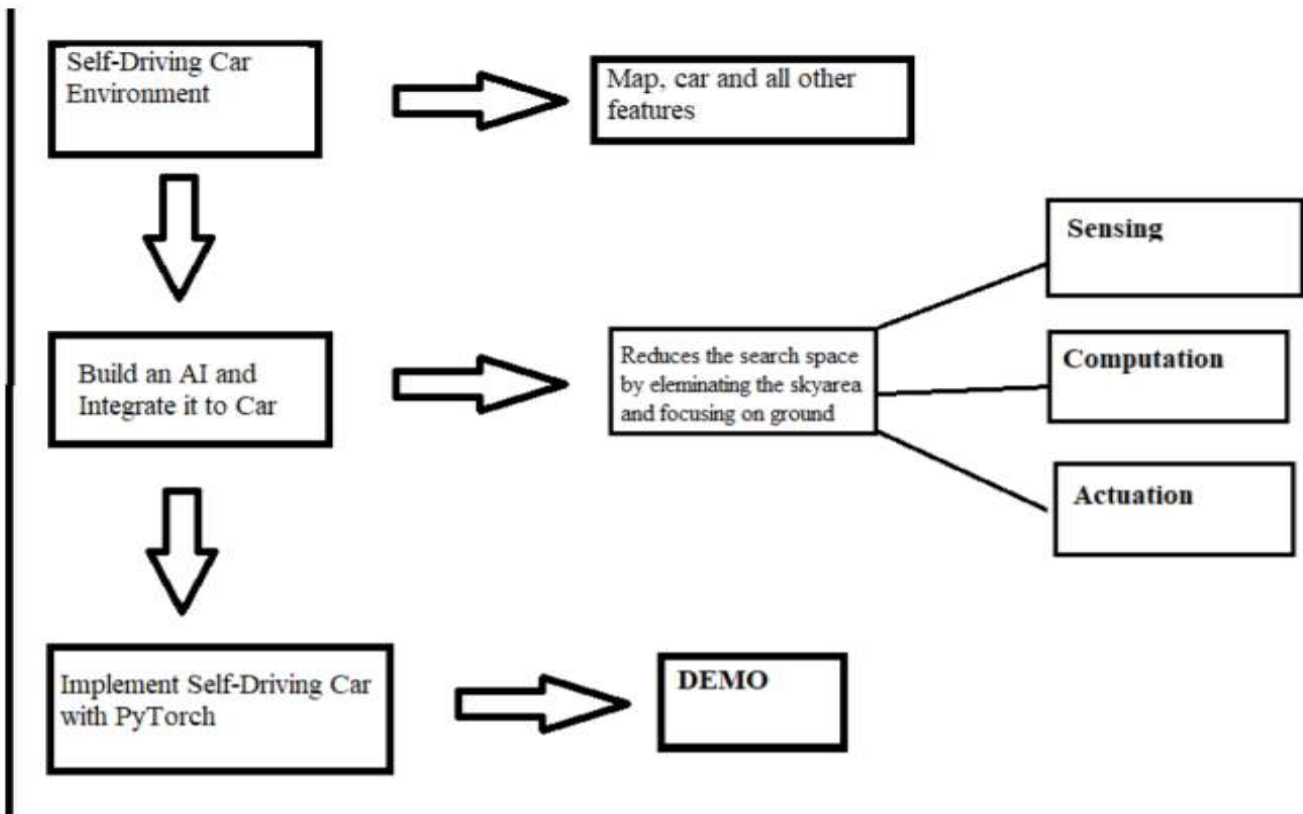 Self-Driving Car
Environment
Map, car and all other
features
Sensing
Build an AI and
Integrate it to Car
Reduces the search space
by eleminating the skyarea
and focusing on ground
Computation
Actuation
Implement Self-Driving Car
with PyTorch
DEMO